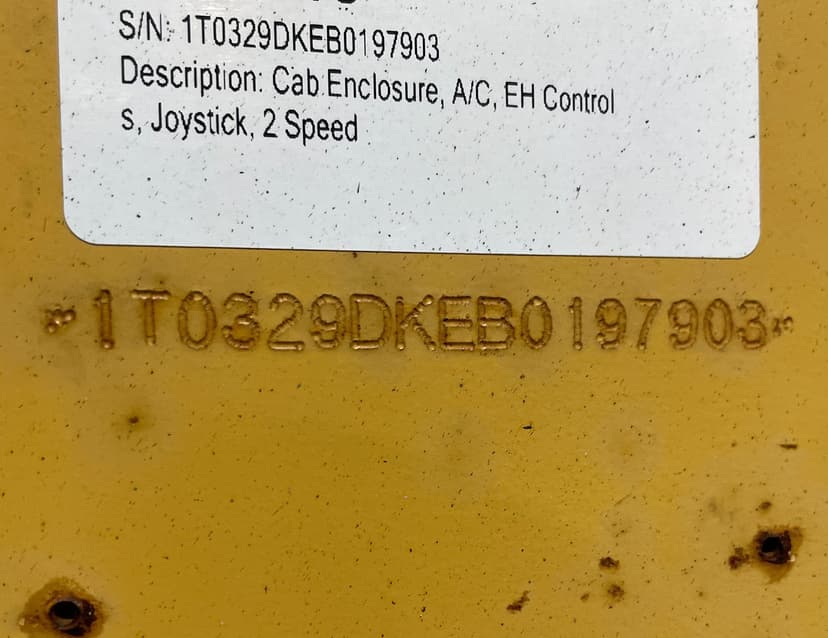 S/N: 1T0329DKEB0197903
Description: Cab Enclosure, A/C, EH Control
s, Joystick, 2 Speed
*1T0329DKEB0197903*